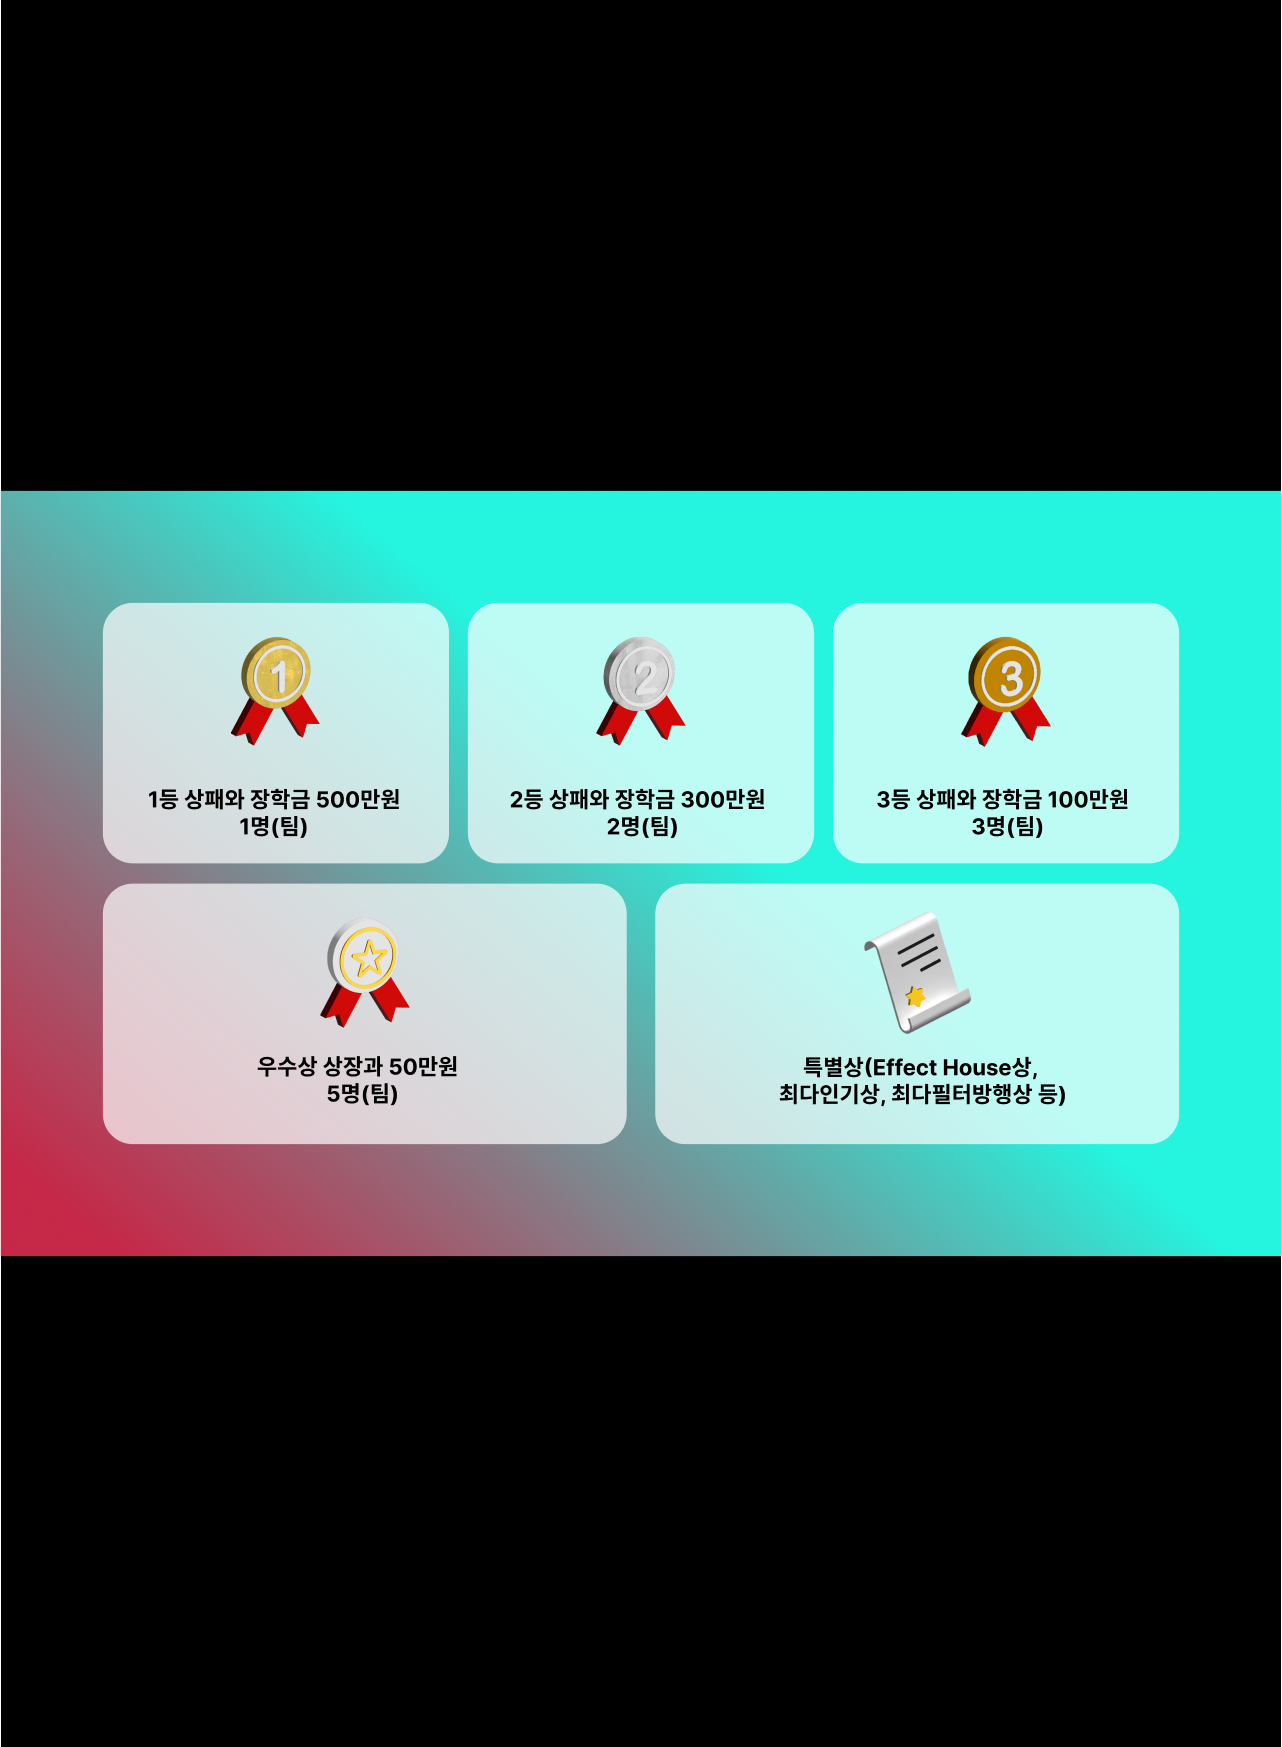 1
2
3
1등 상패와 장학금 500만원
1명(팀)
2등 상패와 장학금 300만원
2명(팀)
3등 상패와 장학금 100만원
3명(팀)
우수상 상장과 50만원
5명(팀)
특별상(Effect House상,
최다인기상, 최다필터방행상 등)